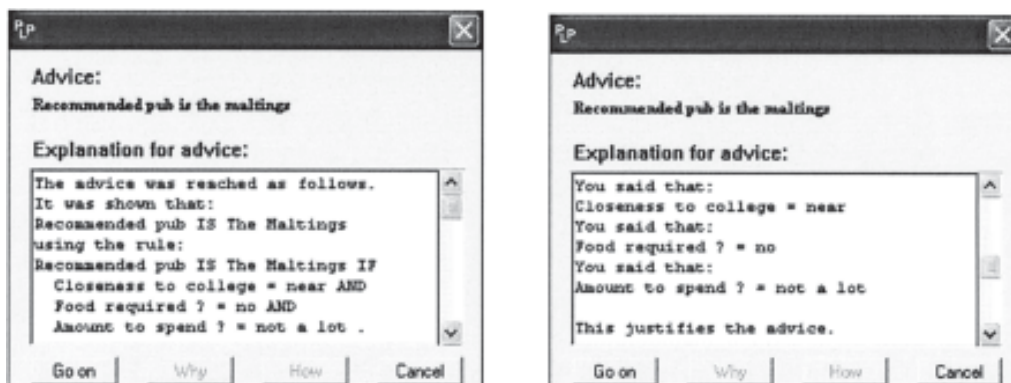 PLP
Advice:
Recommended pub is the maltings
Explanation for advice:
The advice was reached as follows.
It was shown that:
Recommended pub IS The Maltings
using the rule:
Recommended pub IS The Maltings IF
Closeness to college = near AND
Food required ? = no AND
Amount to spend ? = not a lot .
Go on Why How Cancel
PLP
Advice:
Recommended pub is the maltings
Explanation for advice:
You said that:
Closeness to college = near
You said that:
Food required ? = no
You said that:
Amount to spend ? = not a lot
This justifies the advice.
Go on Why How Cancel